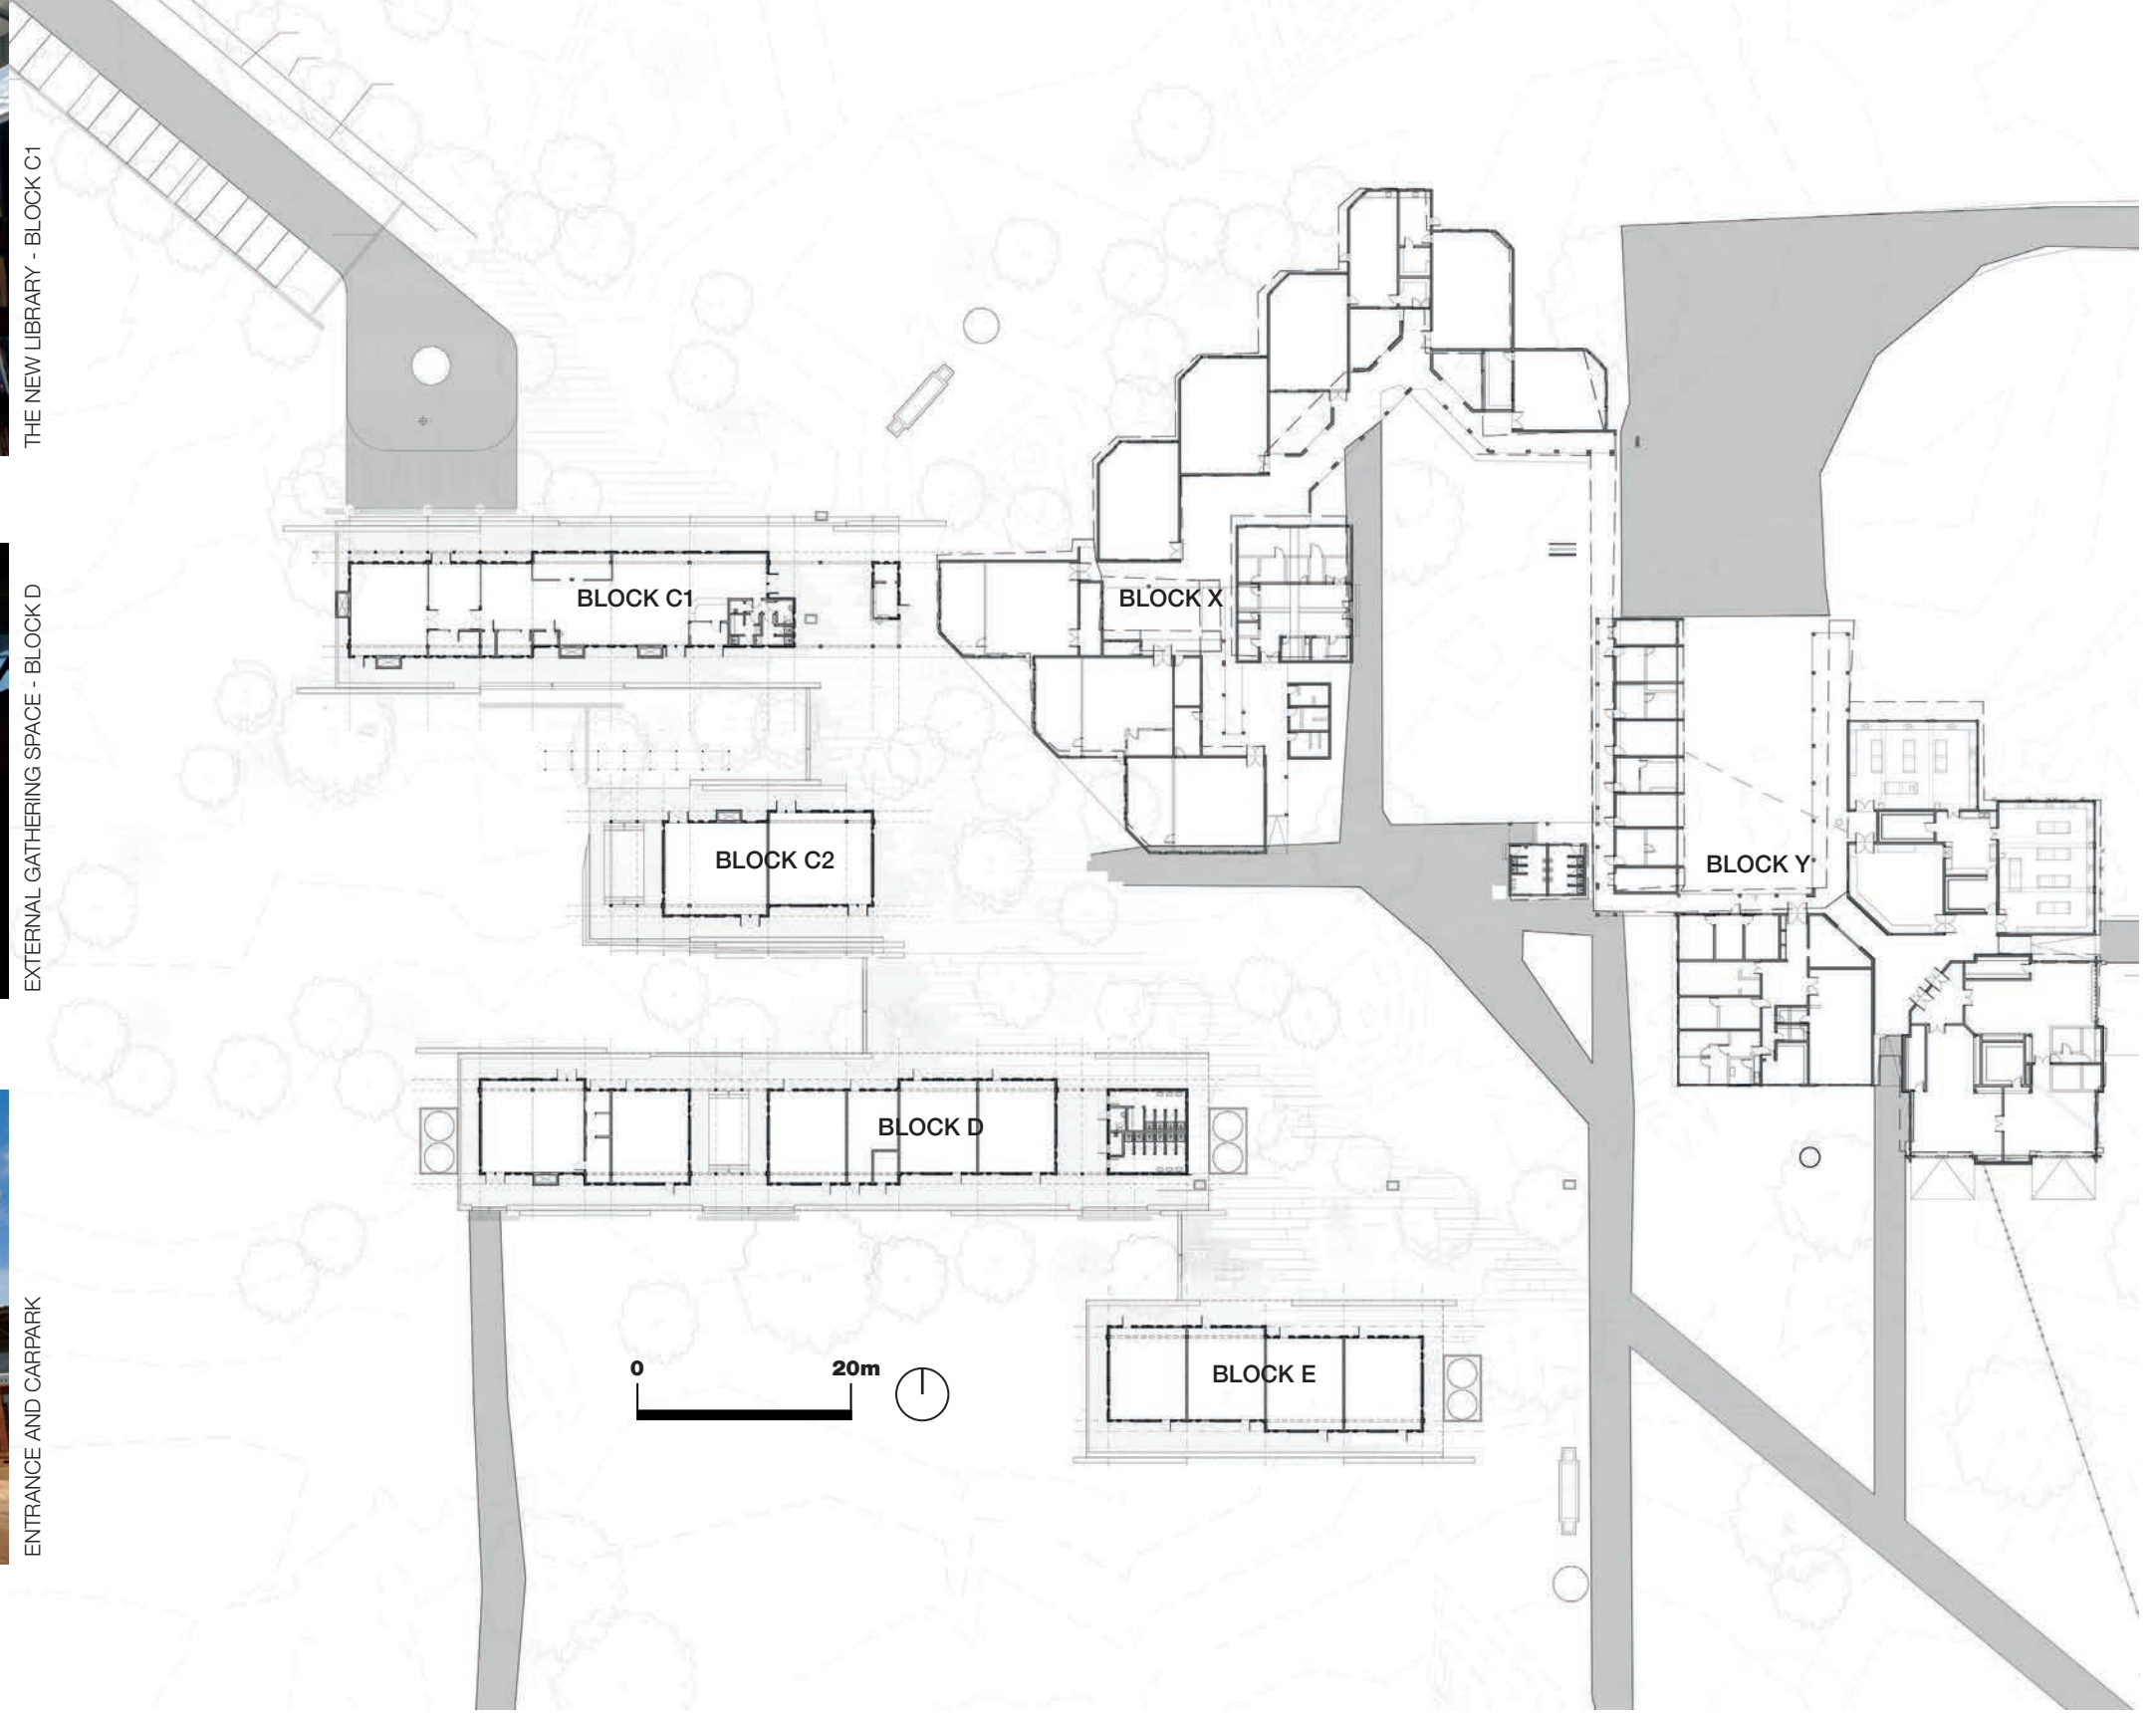 THE NEW LIBRARY - BLOCK C1
EXTERNAL GATHERING SPACE - BLOCK D
ENTRANCE AND CARPARK
BLOCK C1
BLOCK X
BLOCK C2
BLOCK Y
BLOCK D
BLOCK E
0 20m